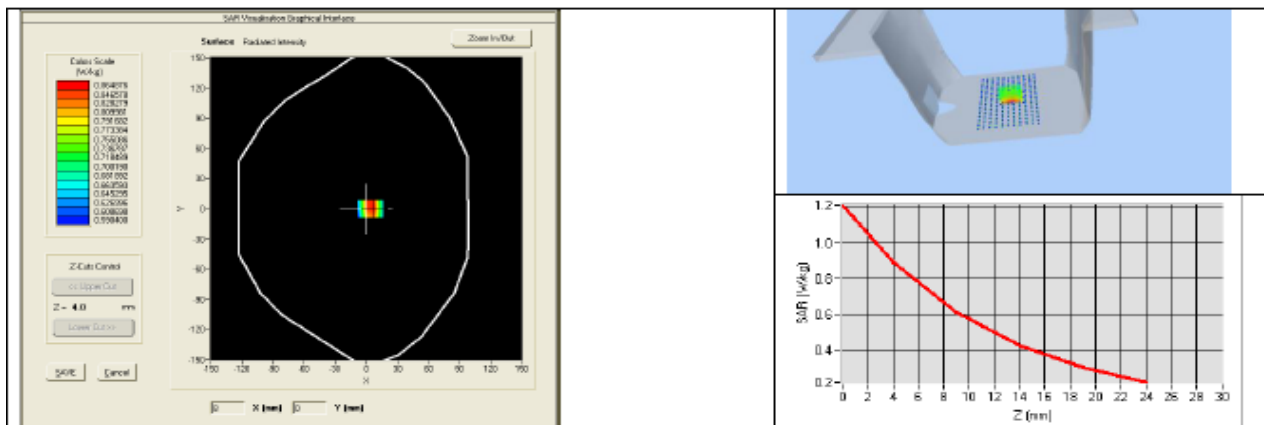 SAR Visualisation Graphical Interface
Surface Radiated Intensity
Zoom In/Out
Colors Scale
(W/kg)
0.864876
0.846578
0.828279
0.809981
0.791682
0.773384
0.755086
0.736787
0.718489
0.700190
0.681892
0.663593
0.645295
0.626996
0.608698
0.590400
Z-Cuts Control
<< Upper Cut
Z = 4.0 mm
Lower Cut >>
SAVE Cancel
150
120
90
60
30
0
-30
-60
-90
-120
-150
Y
-150 -120 -90 -60 -30 0 30 60 90 120 150
X
0 X (mm) 0 Y (mm)
1.2
1.0
0.8
0.6
0.4
0.2
SAR (W/kg)
0 2 4 6 8 10 12 14 16 18 20 22 24 26 28 30
Z (mm)